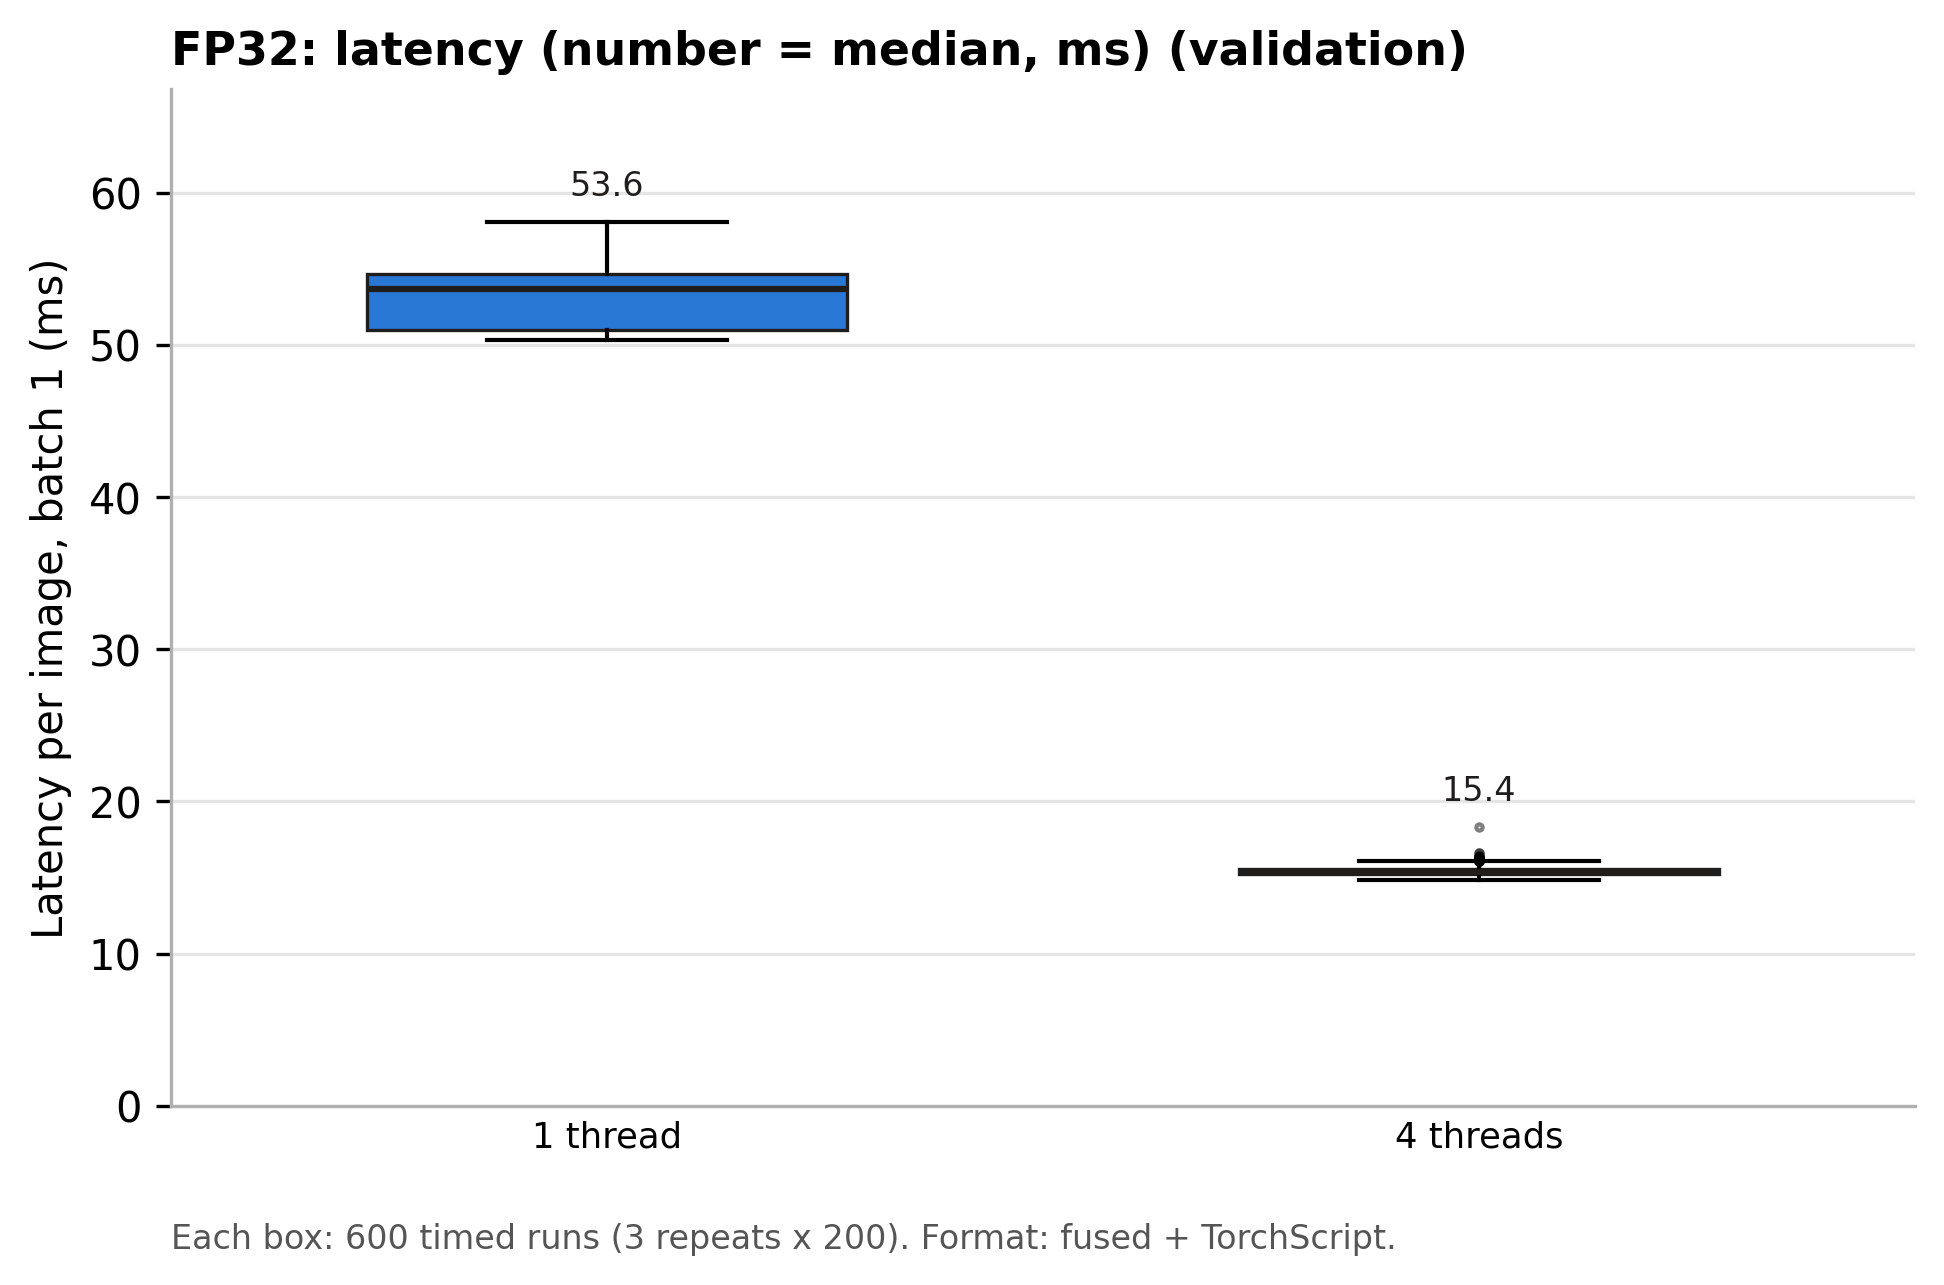 FP32: latency (number = median, ms) (validation)
Latency per image, batch 1 (ms)
60
50
40
30
20
10
0
53.6
15.4
1 thread
4 threads
Each box: 600 timed runs (3 repeats x 200). Format: fused + TorchScript.